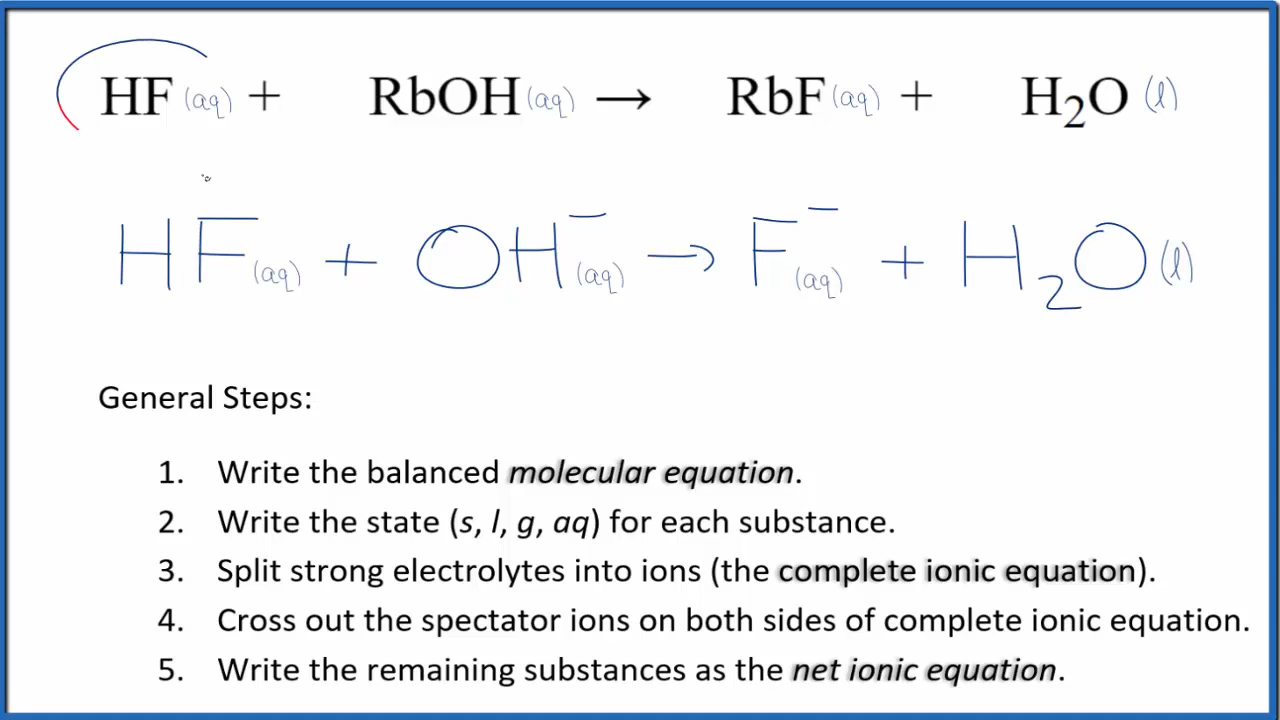 HF (aq) + RbOH (aq) → RbF (aq) + H₂O (l)
HF (aq) + OH⁻ (aq) → F⁻ (aq) + H₂O (l)
General Steps:
1. Write the balanced molecular equation.
2. Write the state (s, l, g, aq) for each substance.
3. Split strong electrolytes into ions (the complete ionic equation).
4. Cross out the spectator ions on both sides of complete ionic equation.
5. Write the remaining substances as the net ionic equation.